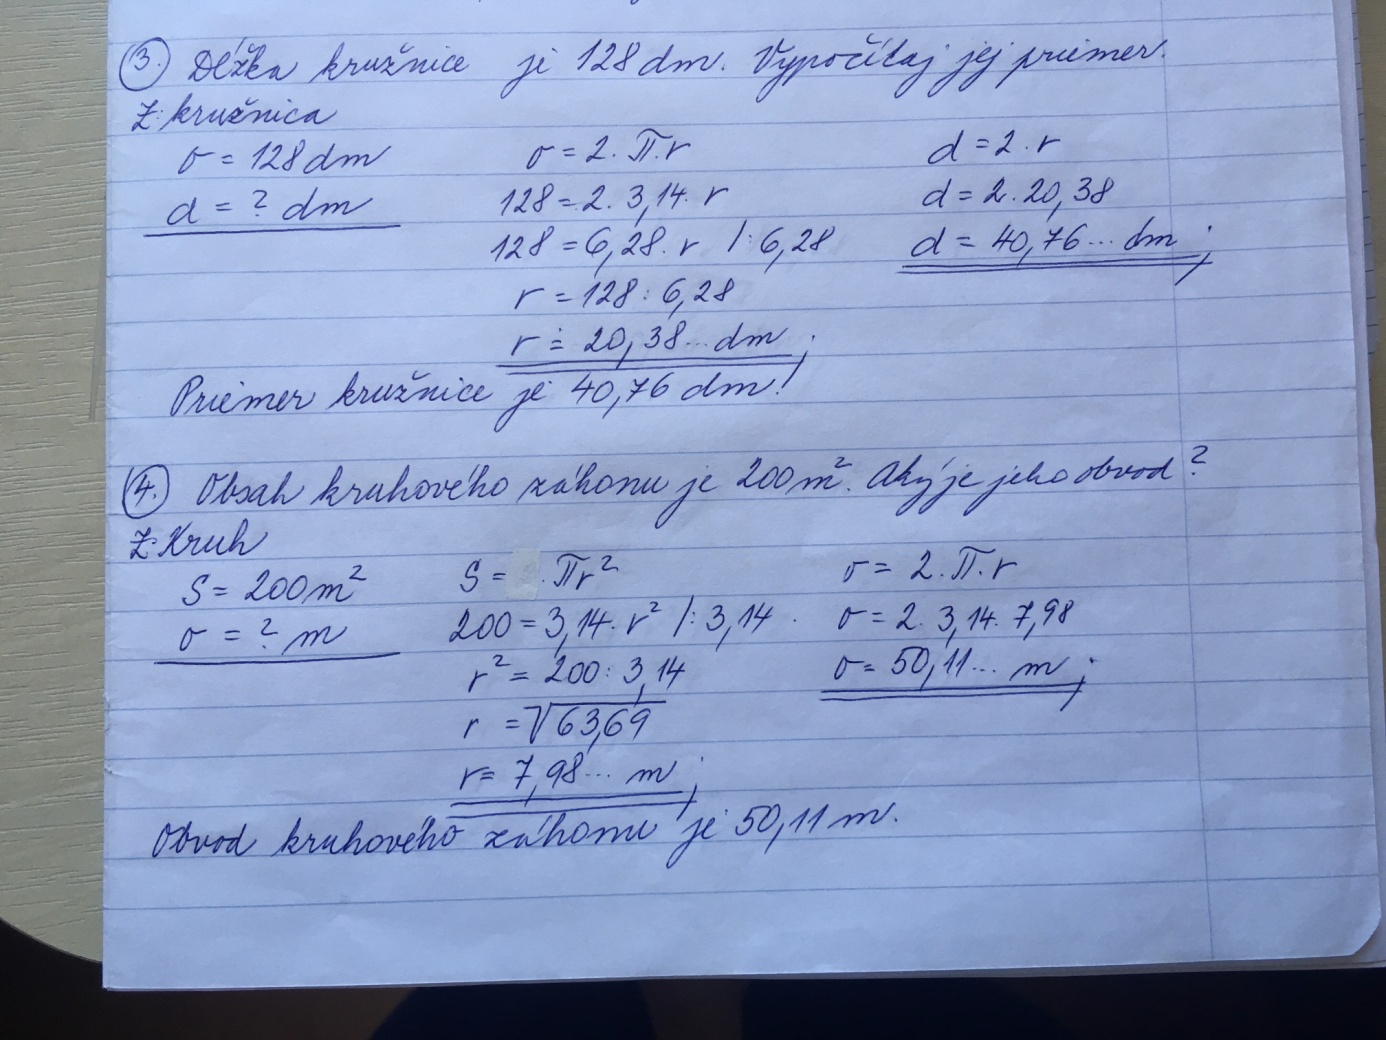 3. Dĺžka kružnice je 128 dm. Vypočítaj jej priemer.
Z: kružnica
o = 128 dm
d = ? dm
o = 2. π. r
128 = 2. 3,14. r
128 = 6,28. r /: 6,28
r = 128 : 6,28
r = 20,38... dm ;
d = 2. r
d = 2. 20,38
d = 40,76... dm ;
Priemer kružnice je 40,76 dm!
4. Obsah kruhového záhonu je 200 m². Aký je jeho obvod?
Z: Kruh
S = 200 m²
o = ? m
S = . πr²
200 = 3,14. r² /: 3,14
r² = 200 : 3,14
r = √63,69
r = 7,98... m ;
o = 2. π. r
o = 2. 3,14. 7,98
o = 50,11... m ;
Obvod kruhového záhonu je 50,11 m.